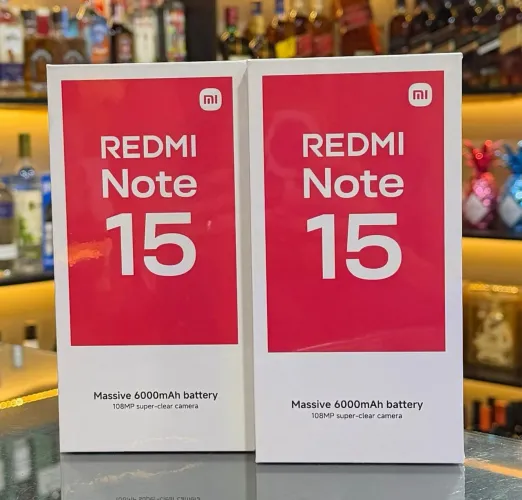 mi
REDMI
Note
15
Massive 6000mAh battery
108MP super-clear camera
mi
REDMI
Note
15
Massive 6000mAh battery
108MP super-clear camera